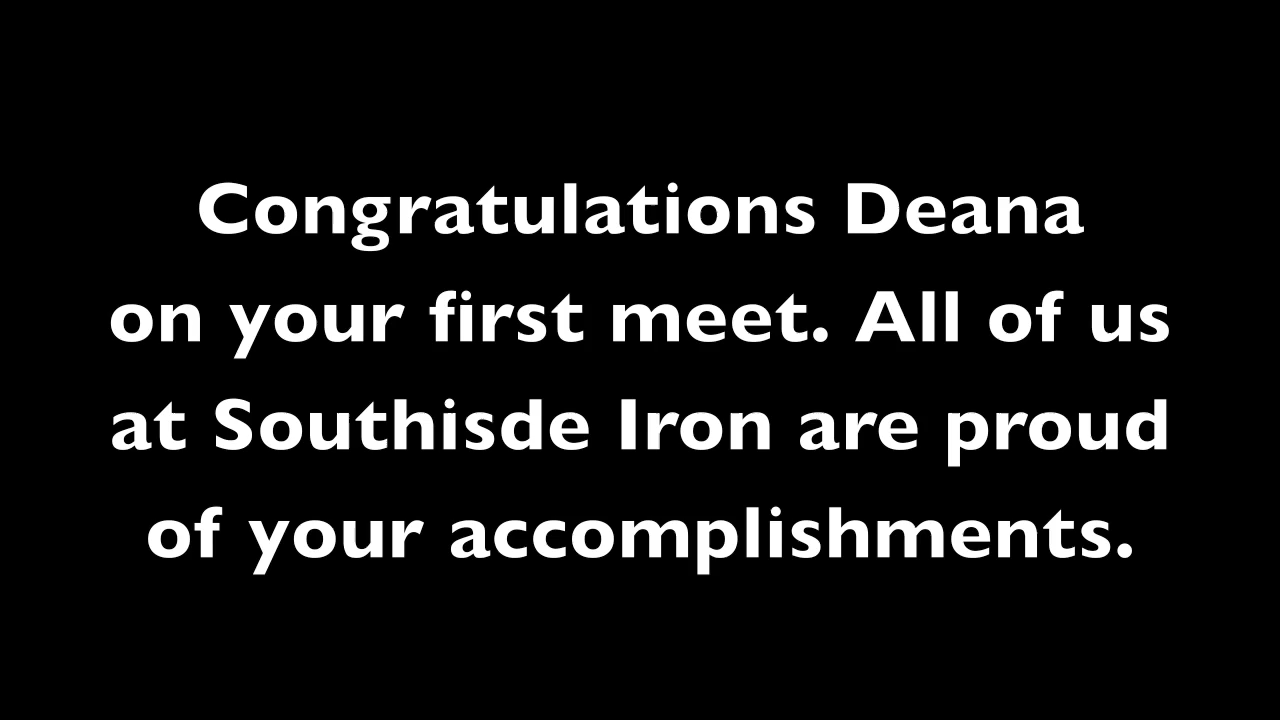 Congratulations Deana
on your first meet. All of us
at Southisde Iron are proud
of your accomplishments.